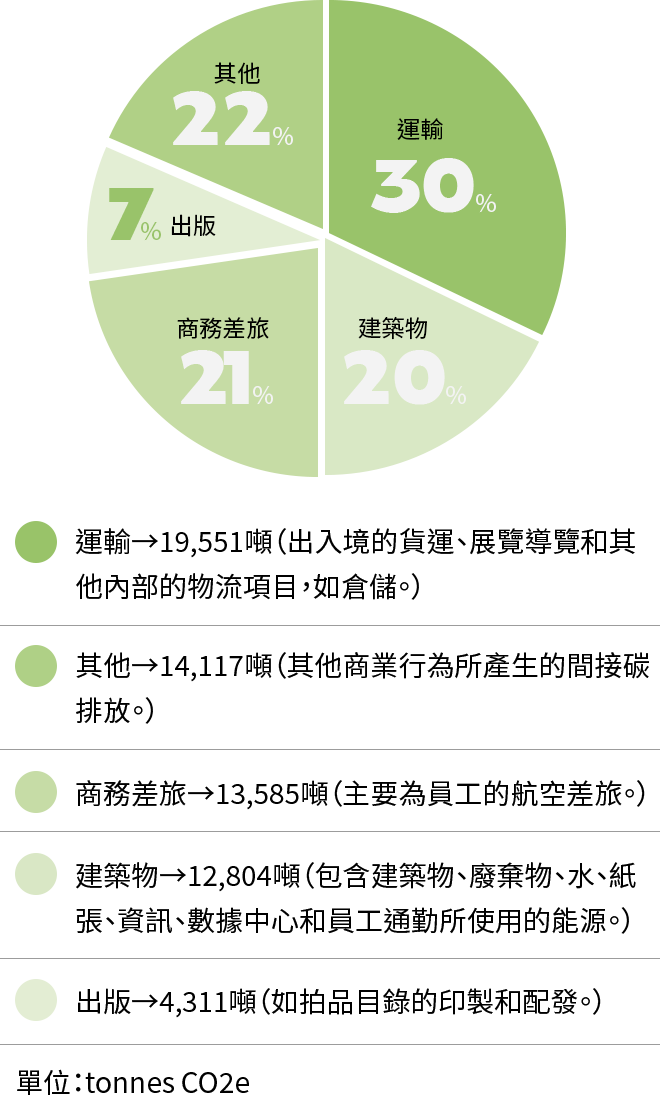 其他
22%
運輸
30%
7% 出版
商務差旅
21%
建築物
20%
運輸→19,551噸（出入境的貨運、展覽導覽和其
他內部的物流項目，如倉儲。）
其他→14,117噸（其他商業行為所產生的間接碳
排放。）
商務差旅→13,585噸（主要為員工的航空差旅。）
建築物→12,804噸（包含建築物、廢棄物、水、紙
張、資訊、數據中心和員工通勤所使用的能源。）
出版→4,311噸（如拍品目錄的印製和配發。）
單位：tonnes CO2e